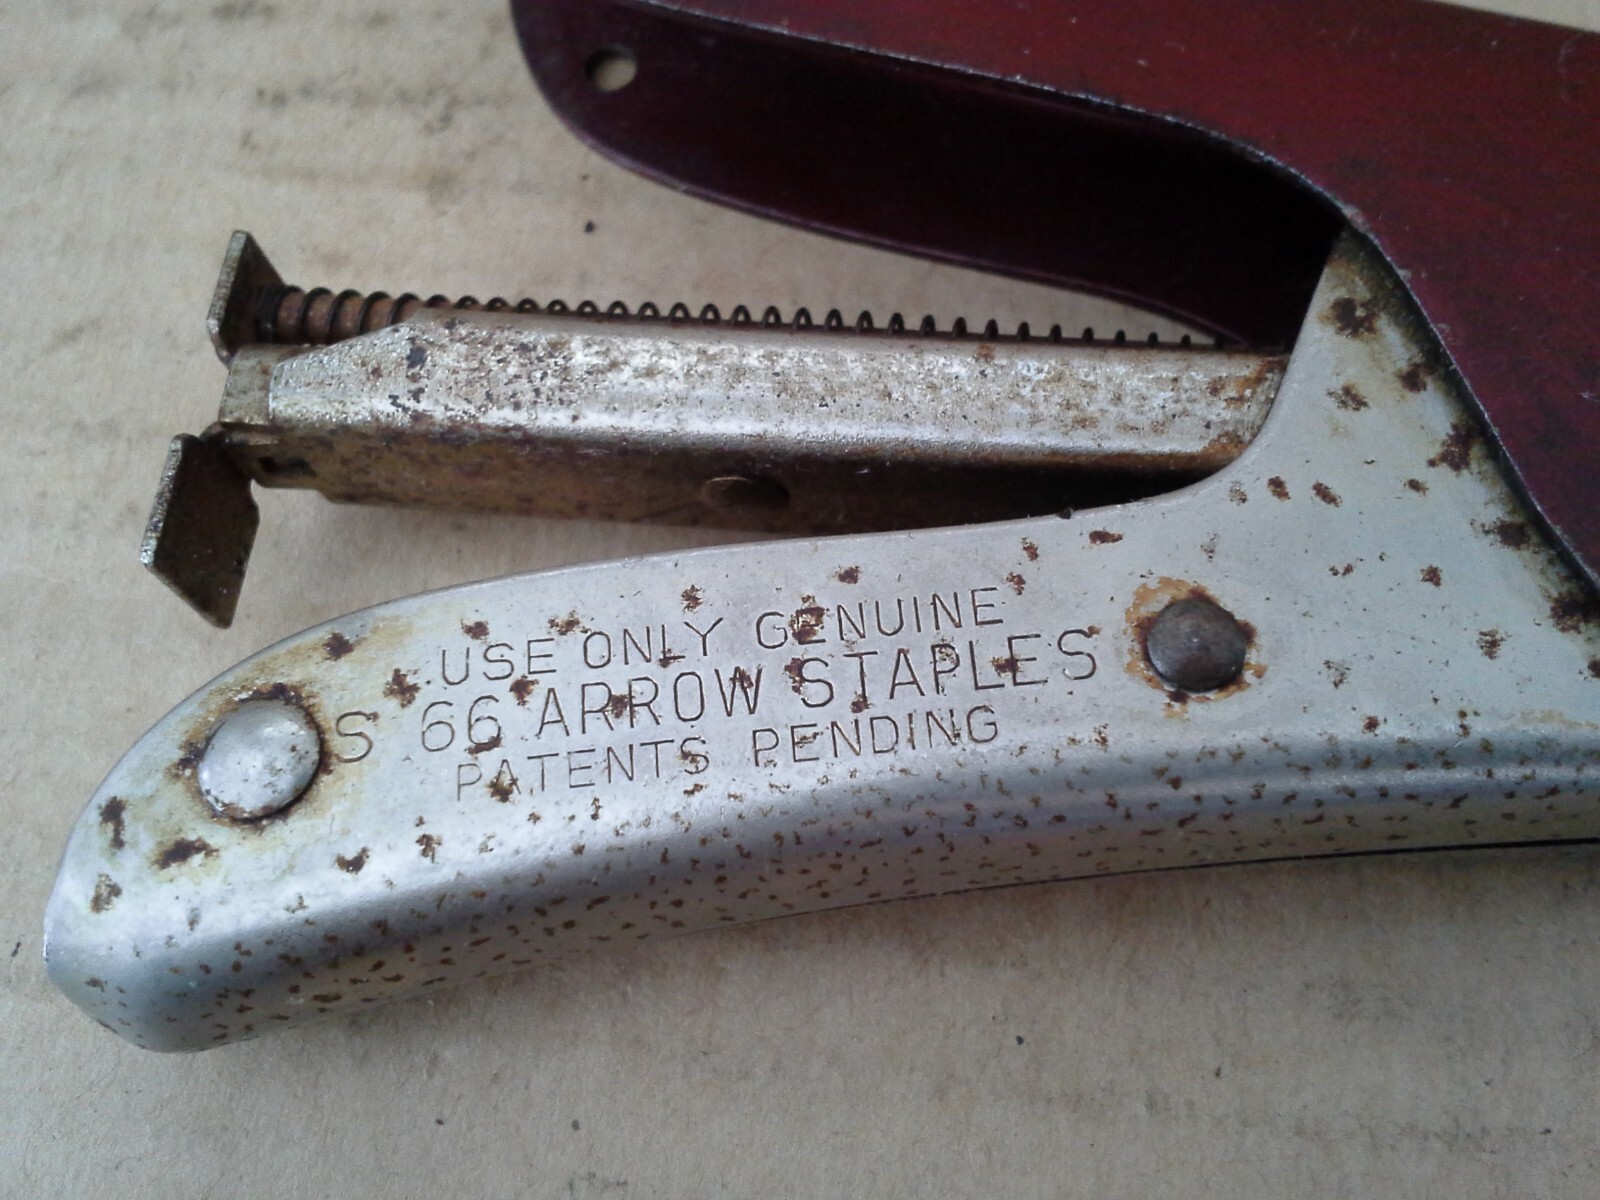 USE ONLY GENUINE
S 66 ARROW STAPLES
PATENTS PENDING